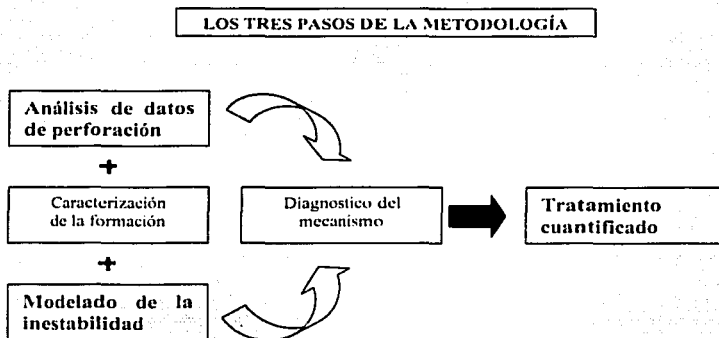 LOS TRES PASOS DE LA METODOLOGÍA
Análisis de datos
de perforación
+
Caracterización
de la formación
+
Modelado de la
inestabilidad
Diagnostico del
mecanismo
Tratamiento
cuantificado